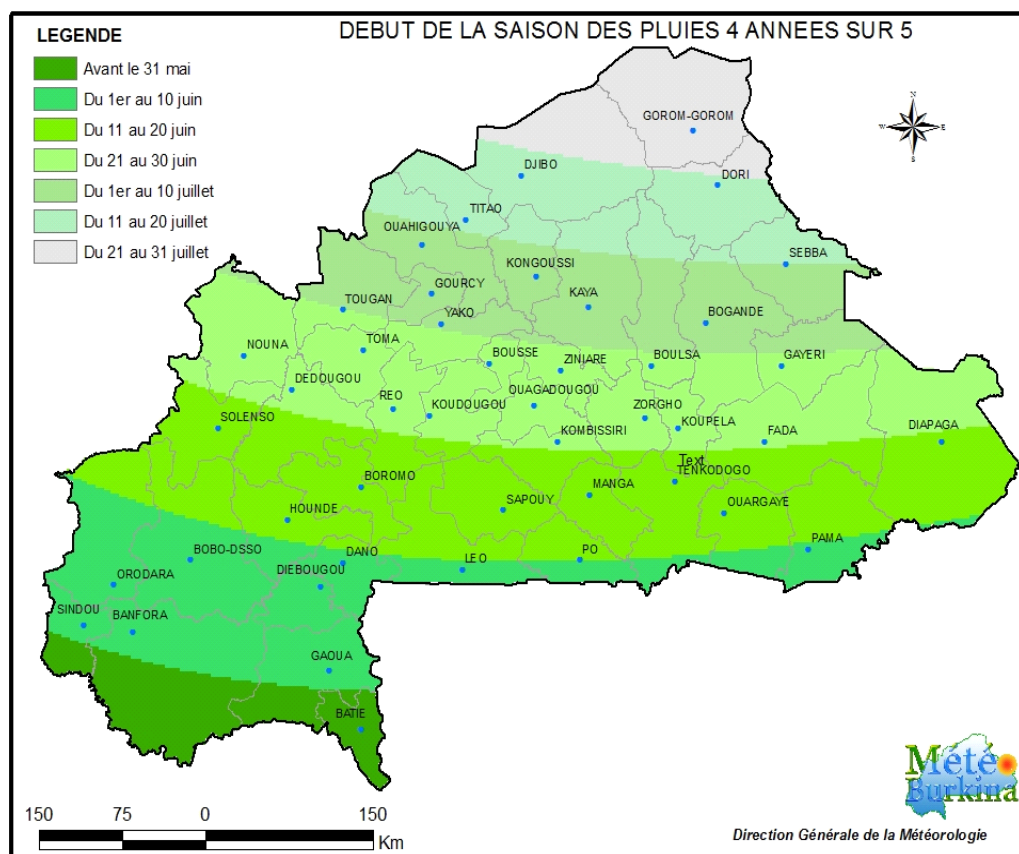 DEBUT DE LA SAISON DES PLUIES 4 ANNEES SUR 5
LEGENDE
Avant le 31 mai
Du 1er au 10 juin
Du 11 au 20 juin
Du 21 au 30 juin
Du 1er au 10 juillet
Du 11 au 20 juillet
Du 21 au 31 juillet
N
W
E
S
GOROM-GOROM
DJIBO
DORI
TITAO
OUAHIGOUYA
SEBBA
KONGOUSSI
GOURCY
KAYA
TOUGAN
YAKO
BOGANDE
NOUNA
TOMA
BOUSSE
ZINIARE
BOULSA
GAYERI
DEDOUGOU
REO
KOUDOUGOU
OUAGADOUGOU
ZORGHO
KOUPELA
SOLENSO
KOMBISSIRI
FADA
DIAPAGA
Text
TENKODOGO
BOROMO
MANGA
SAPOUY
OUARGAYE
HOUNDE
BOBO-DSSO
DANO
LEO
PO
PAMA
ORODARA
DIEBOUGOU
SINDOU
BANFORA
GAOUA
BATIE
150 75 0 150
Km
Météo
Burkina
Direction Générale de la Météorologie